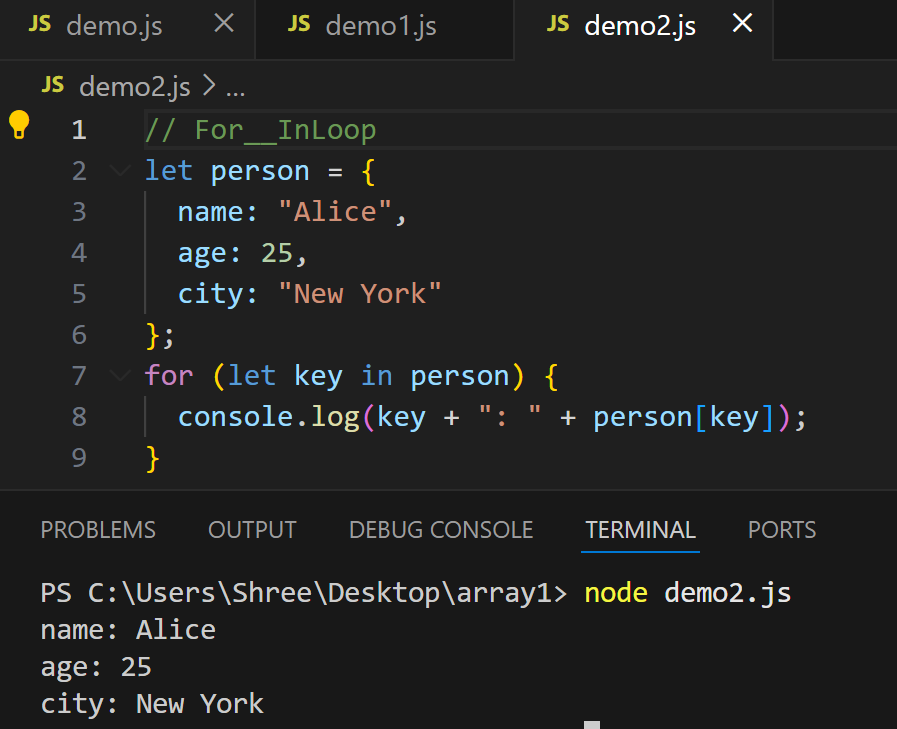 JS demo.js × JS demo1.js JS demo2.js ×
JS demo2.js > ...
1 // For__InLoop
2 let person = {
3 name: "Alice",
4 age: 25,
5 city: "New York"
6 };
7 for (let key in person) {
8 console.log(key + ": " + person[key]);
9 }
PROBLEMS OUTPUT DEBUG CONSOLE TERMINAL PORTS
PS C:\Users\Shree\Desktop\array1> node demo2.js
name: Alice
age: 25
city: New York